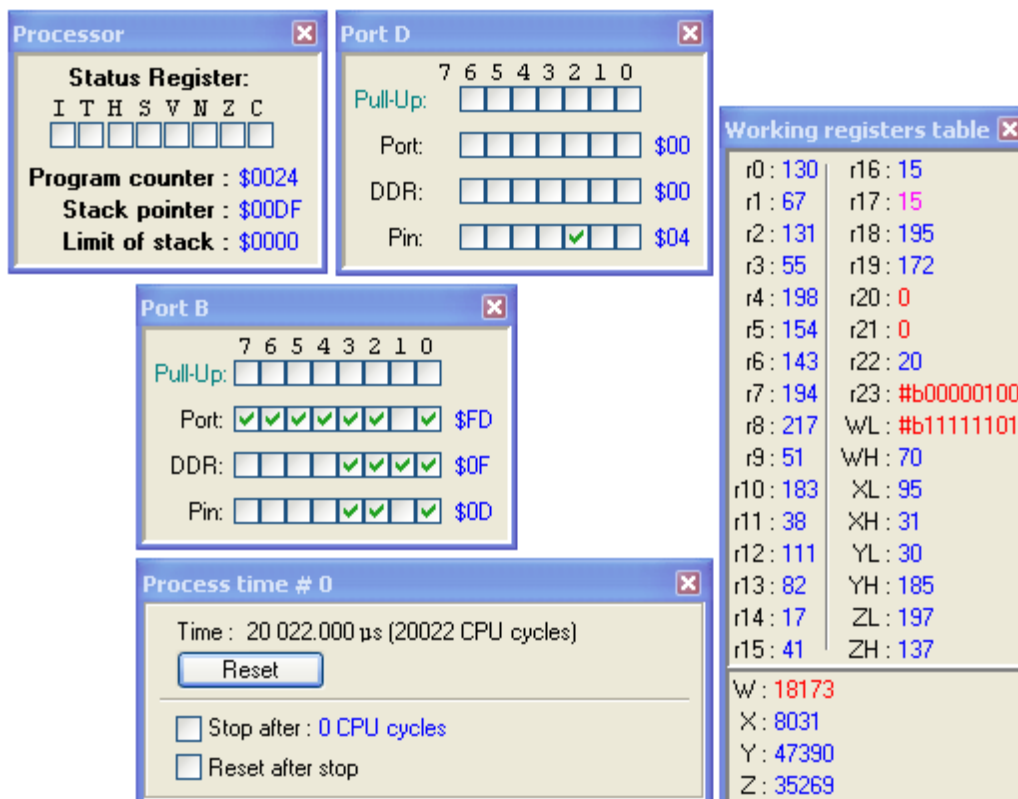 Processor
Status Register:
I T H S V N Z C
Program counter : $0024
Stack pointer : $00DF
Limit of stack : $0000
Port D
7 6 5 4 3 2 1 0
Pull-Up:
Port: $00
DDR: $00
Pin: $04
Port B
7 6 5 4 3 2 1 0
Pull-Up:
Port: $FD
DDR: $0F
Pin: $0D
Process time # 0
Time : 20 022.000 µs (20022 CPU cycles)
Reset
Stop after : 0 CPU cycles
Reset after stop
Working registers table
r0 : 130 r16 : 15
r1 : 67 r17 : 15
r2 : 131 r18 : 195
r3 : 55 r19 : 172
r4 : 198 r20 : 0
r5 : 154 r21 : 0
r6 : 143 r22 : 20
r7 : 194 r23 : #b00000100
r8 : 217 WL : #b11111101
r9 : 51 WH : 70
r10 : 183 XL : 95
r11 : 38 XH : 31
r12 : 111 YL : 30
r13 : 82 YH : 185
r14 : 17 ZL : 197
r15 : 41 ZH : 137
W : 18173
X : 8031
Y : 47390
Z : 35269